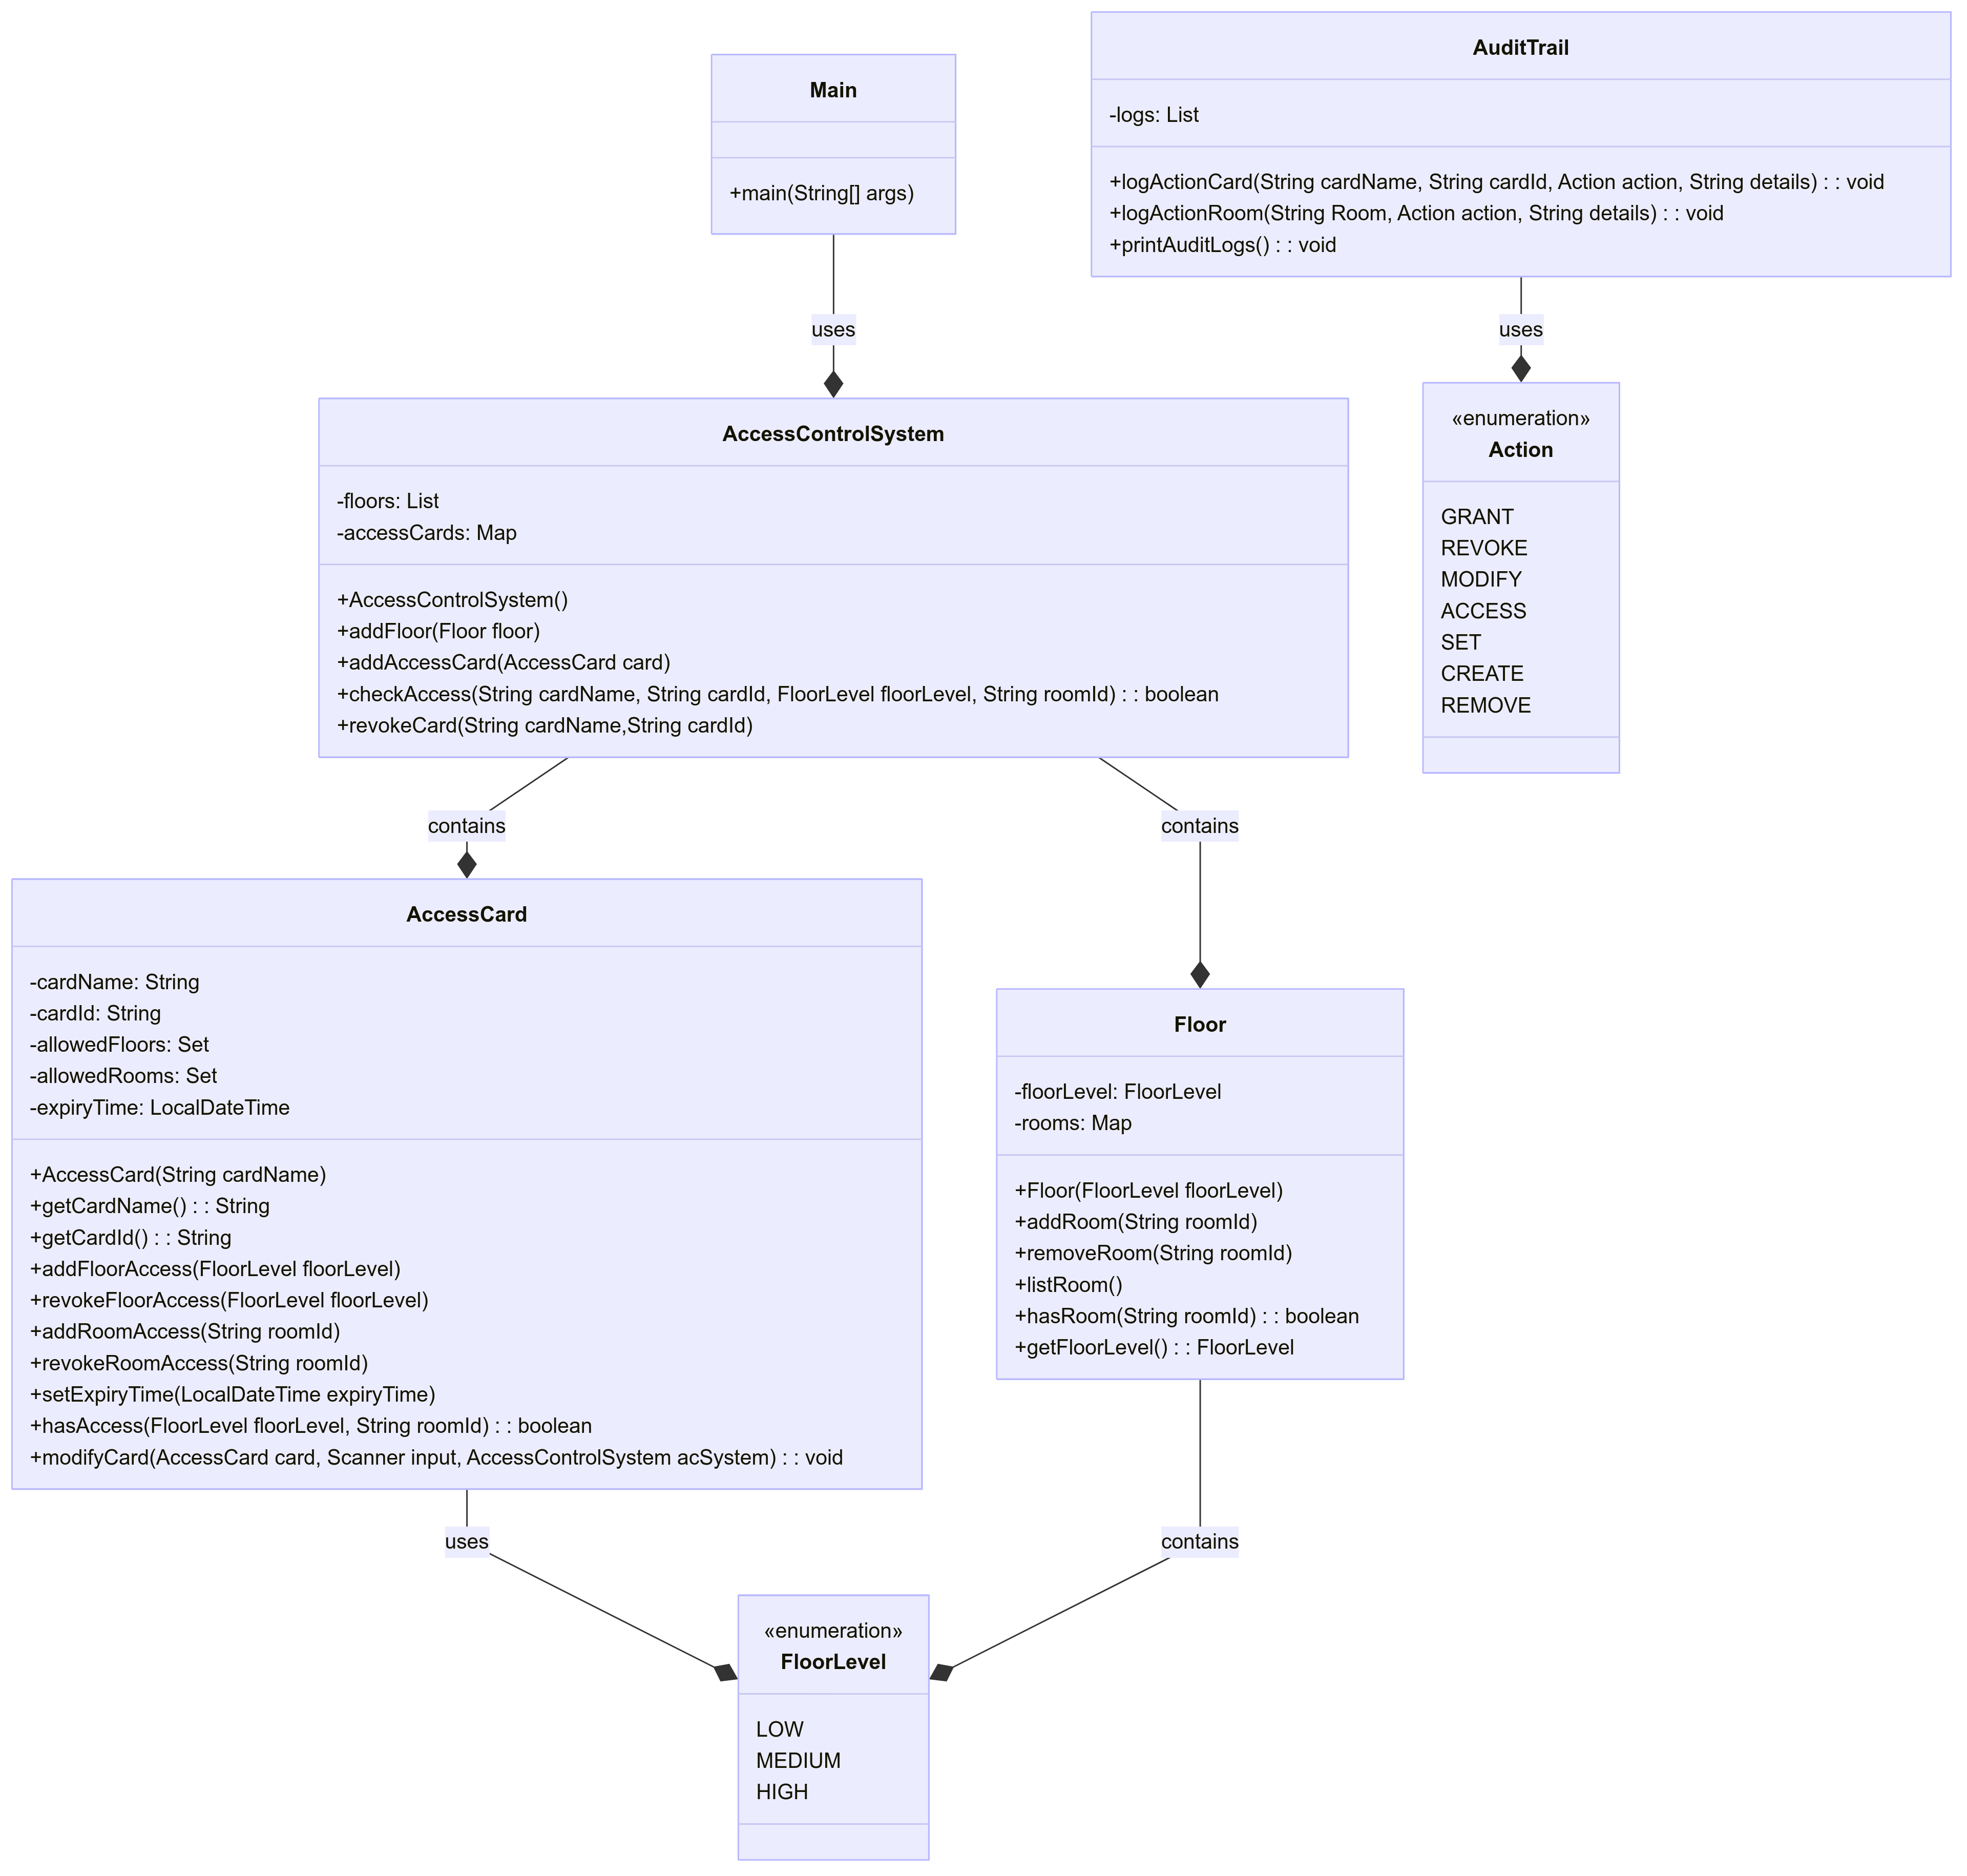 Main
+main(String[] args)
AuditTrail
-logs: List
+logActionCard(String cardName, String cardId, Action action, String details) : : void
+logActionRoom(String Room, Action action, String details) : : void
+printAuditLogs() : : void
uses
uses
AccessControlSystem
-floors: List
-accessCards: Map
+AccessControlSystem()
+addFloor(Floor floor)
+addAccessCard(AccessCard card)
+checkAccess(String cardName, String cardId, FloorLevel floorLevel, String roomId) : : boolean
+revokeCard(String cardName,String cardId)
«enumeration»
Action
GRANT
REVOKE
MODIFY
ACCESS
SET
CREATE
REMOVE
contains
contains
AccessCard
-cardName: String
-cardId: String
-allowedFloors: Set
-allowedRooms: Set
-expiryTime: LocalDateTime
+AccessCard(String cardName)
+getCardName() : : String
+getCardId() : : String
+addFloorAccess(FloorLevel floorLevel)
+revokeFloorAccess(FloorLevel floorLevel)
+addRoomAccess(String roomId)
+revokeRoomAccess(String roomId)
+setExpiryTime(LocalDateTime expiryTime)
+hasAccess(FloorLevel floorLevel, String roomId) : : boolean
+modifyCard(AccessCard card, Scanner input, AccessControlSystem acSystem) : : void
Floor
-floorLevel: FloorLevel
-rooms: Map
+Floor(FloorLevel floorLevel)
+addRoom(String roomId)
+removeRoom(String roomId)
+listRoom()
+hasRoom(String roomId) : : boolean
+getFloorLevel() : : FloorLevel
uses
contains
«enumeration»
FloorLevel
LOW
MEDIUM
HIGH